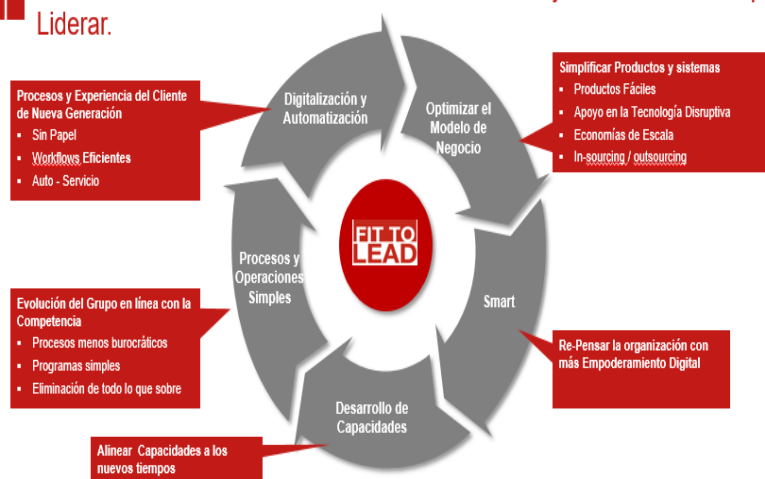 Liderar.
Procesos y Experiencia del Cliente
de Nueva Generación
Sin Papel
Workflows Eficientes
Auto - Servicio
Digitalización y
Automatización
Optimizar el
Modelo de
Negocio
Simplificar Productos y sistemas
Productos Fáciles
Apoyo en la Tecnología Disruptiva
Economías de Escala
In-sourcing / outsourcing
FIT TO
LEAD
Procesos y
Operaciones
Simples
Smart
Evolución del Grupo en línea con la
Competencia
Procesos menos burocráticos
Programas simples
Eliminación de todo lo que sobre
Re-Pensar la organización con
más Empoderamiento Digital
Desarrollo de
Capacidades
Alinear Capacidades a los
nuevos tiempos